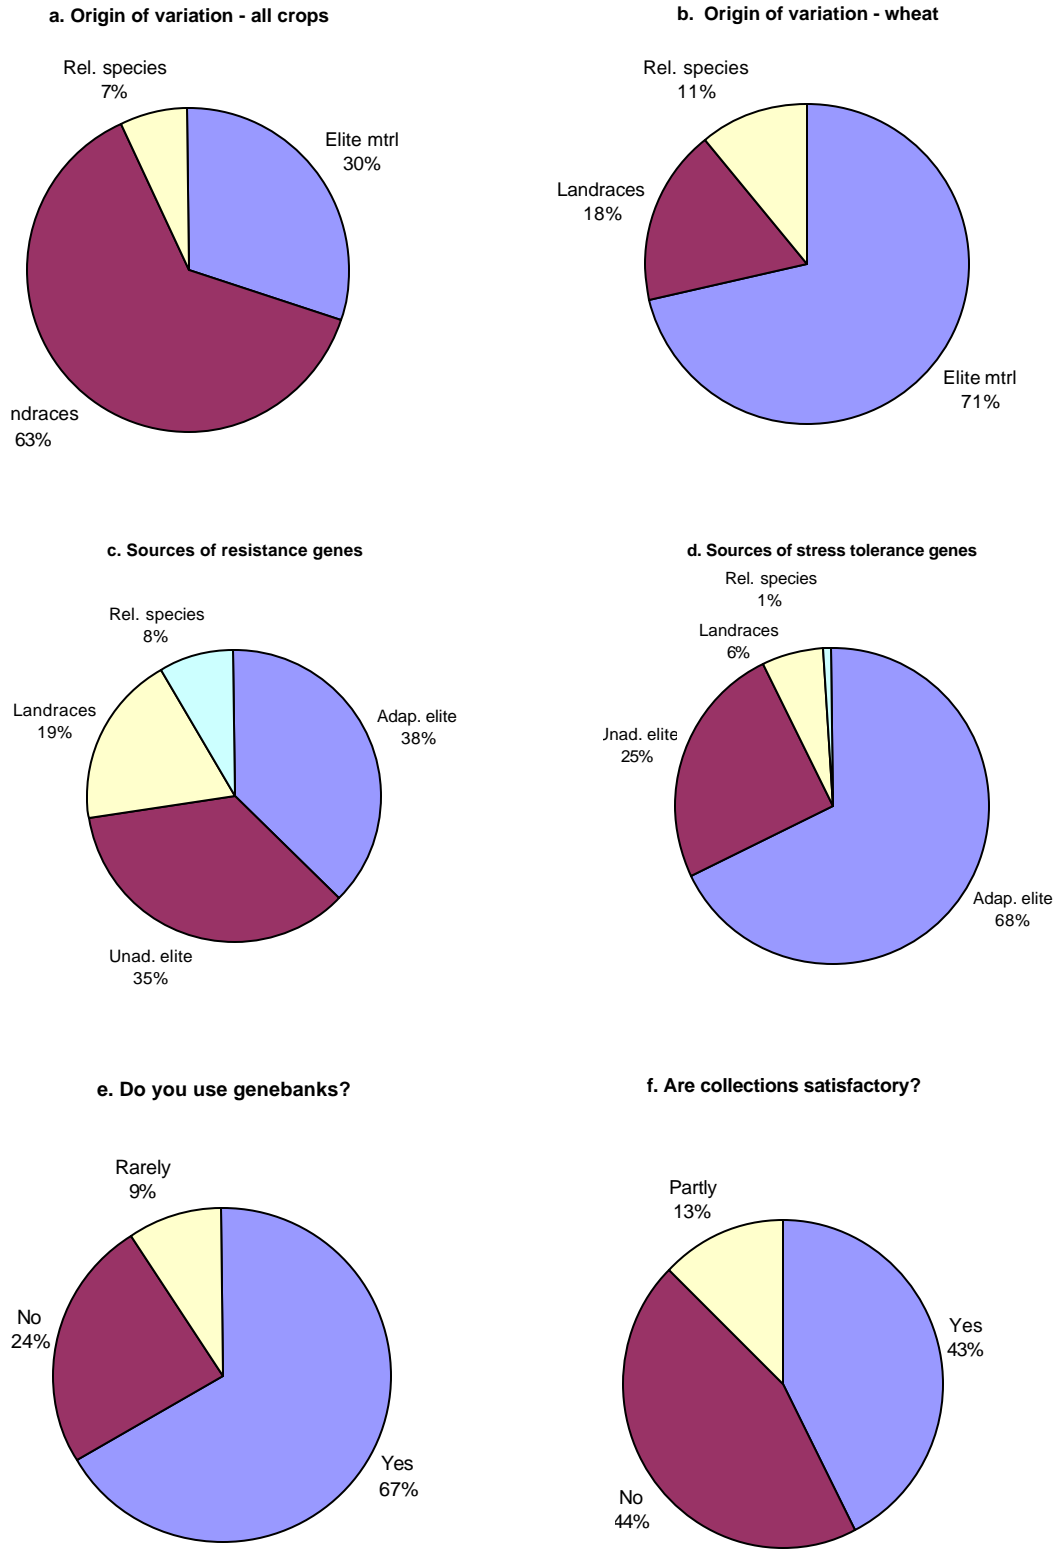 a. Origin of variation - all crops
Rel. species
7%
Elite mtrl
30%
ndraces
63%
b.  Origin of variation - wheat
Rel. species
11%
Landraces
18%
Elite mtrl
71%
c. Sources of resistance genes
Rel. species
8%
Landraces
19%
Adap. elite
38%
Unad. elite
35%
d. Sources of stress tolerance genes
Rel. species
1%
Landraces
6%
Jnad. elite
25%
Adap. elite
68%
e. Do you use genebanks?
Rarely
9%
No
24%
Yes
67%
f. Are collections satisfactory?
Partly
13%
Yes
43%
No
44%